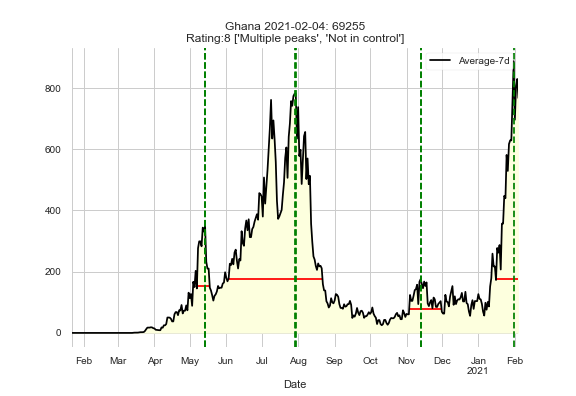 Ghana 2021-02-04: 69255
Rating:8 ['Multiple peaks', 'Not in control']
Average-7d
800
600
400
200
0
Feb Mar Apr May Jun Jul Aug Sep Oct Nov Dec Jan Feb
2021
Date